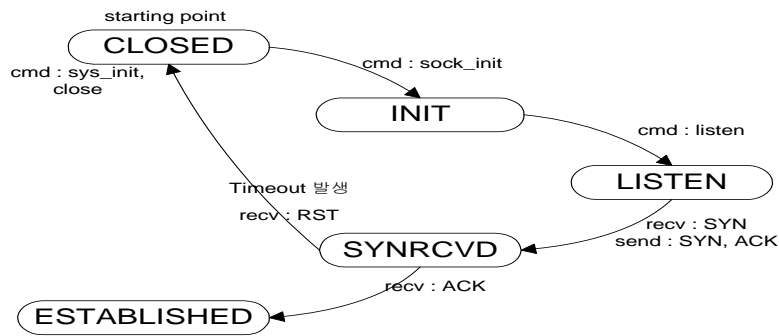 starting point
CLOSED
cmd : sys_init,
close
cmd : sock_init
INIT
cmd : listen
LISTEN
Timeout 발생
recv : RST
recv : SYN
send : SYN, ACK
SYNRCVD
recv : ACK
ESTABLISHED